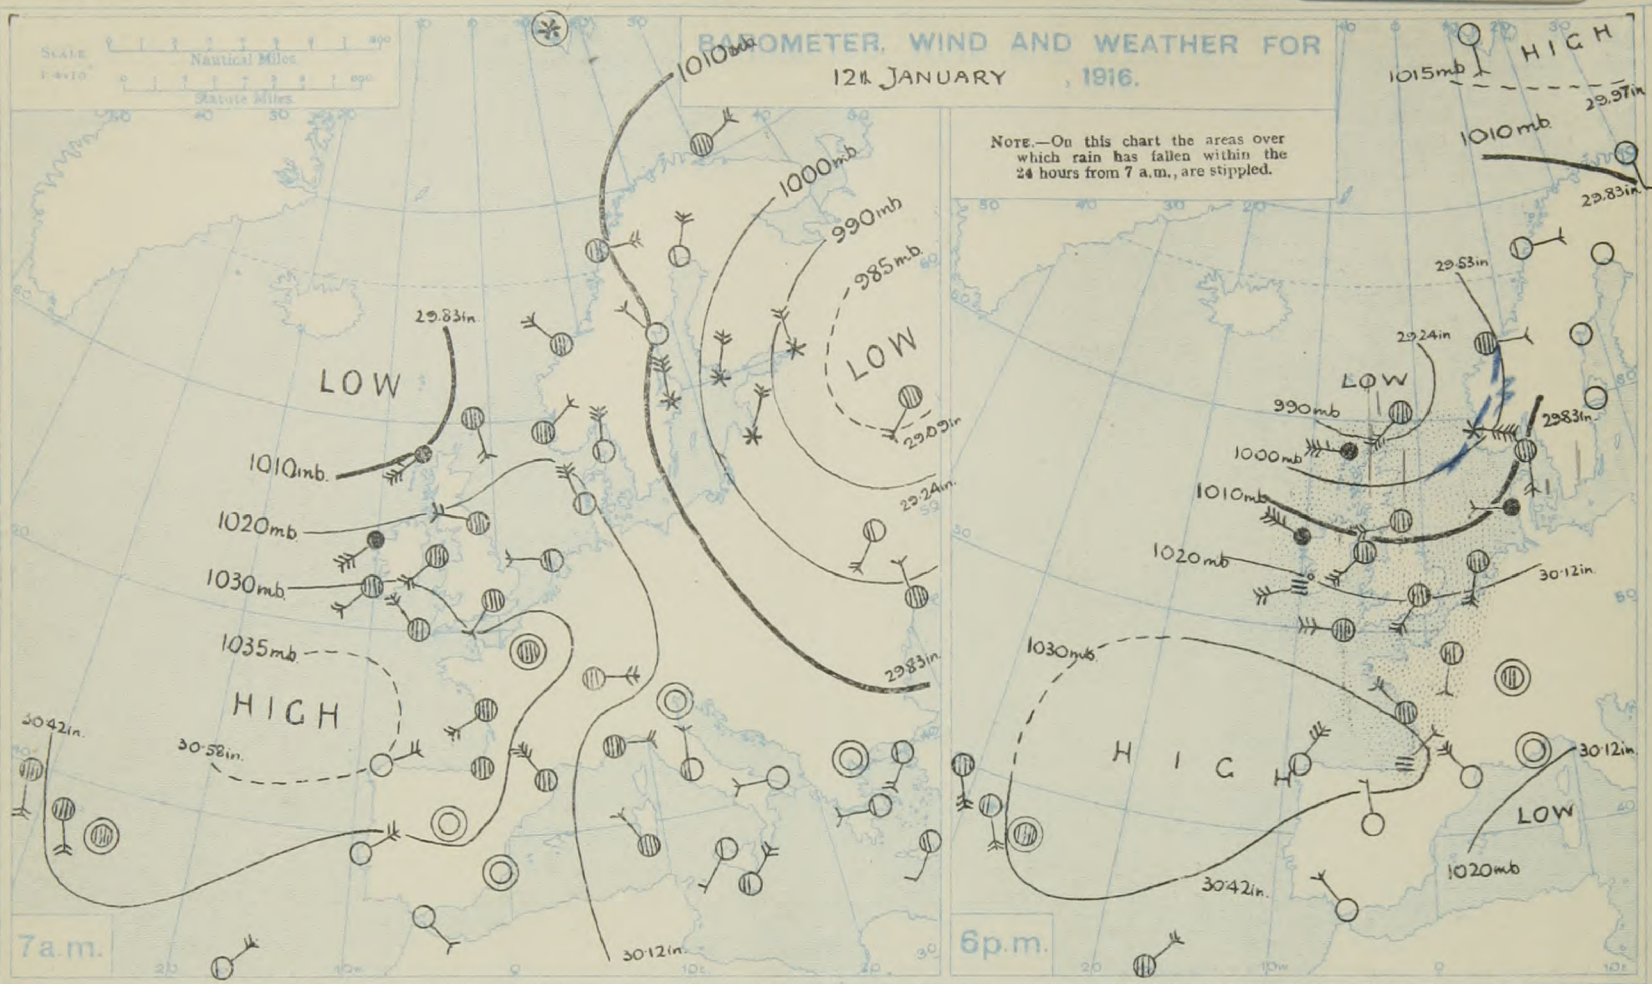 BAROMETER, WIND AND WEATHER FOR
12th JANUARY , 1916.
SCALE
Nautical Miles.
Statute Miles.
NOTE.—On this chart the areas over
which rain has fallen within the
24 hours from 7 a.m., are stippled.
1010mb
1000mb
990mb
985mb
LOW
29.09in
29.24in.
29.83in.
29.83in.
LOW
1010mb.
1020mb.
1030mb.
1035mb.
HIGH
30.42in.
30.58in.
30.12in.
7a.m.
HIGH
1015mb
29.97in
1010mb.
29.83in.
29.53in
29.24in
LOW
990mb
29.83in.
1000mb
1010mb
1020mb
30.12in.
1030mb.
HIGH
30.12in.
LOW
1020mb
30.42in.
6p.m.